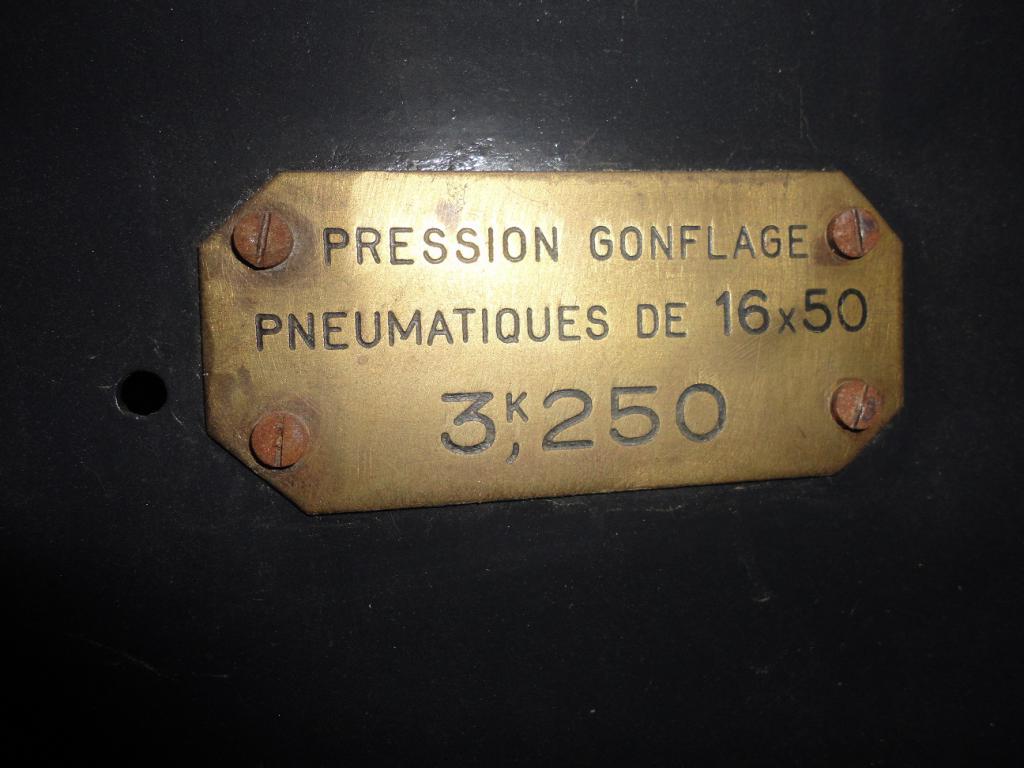 PRESSION GONFLAGE
PNEUMATIQUES DE 16x50
3ᴷ,250